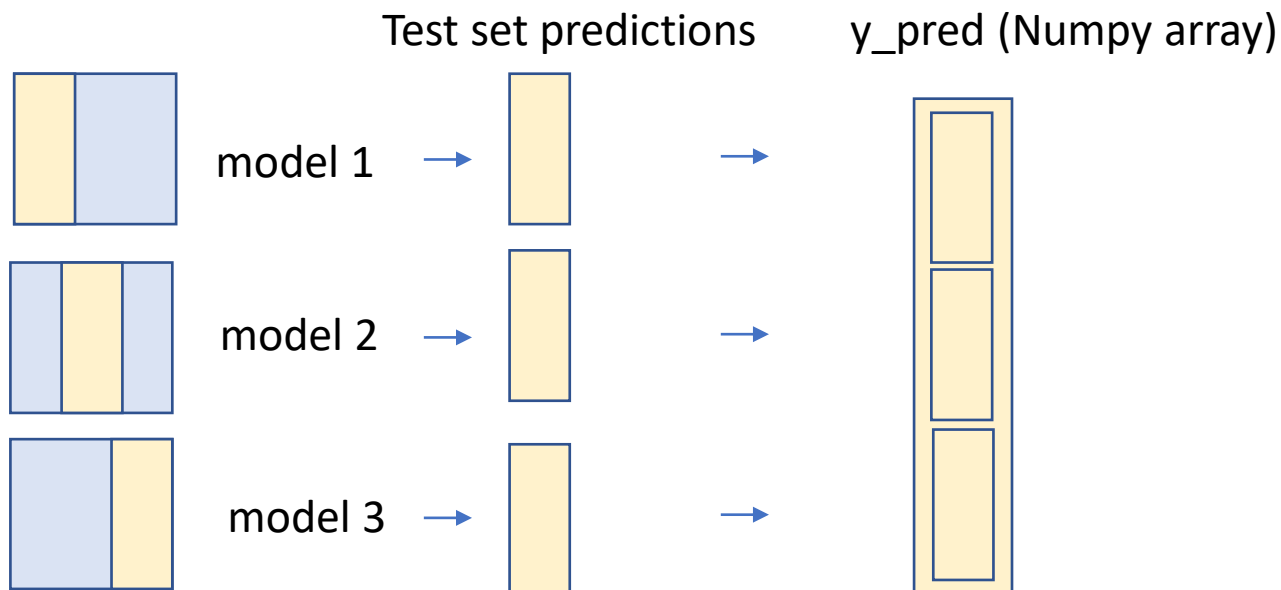 Test set predictions
y_pred (Numpy array)
model 1
model 2
model 3